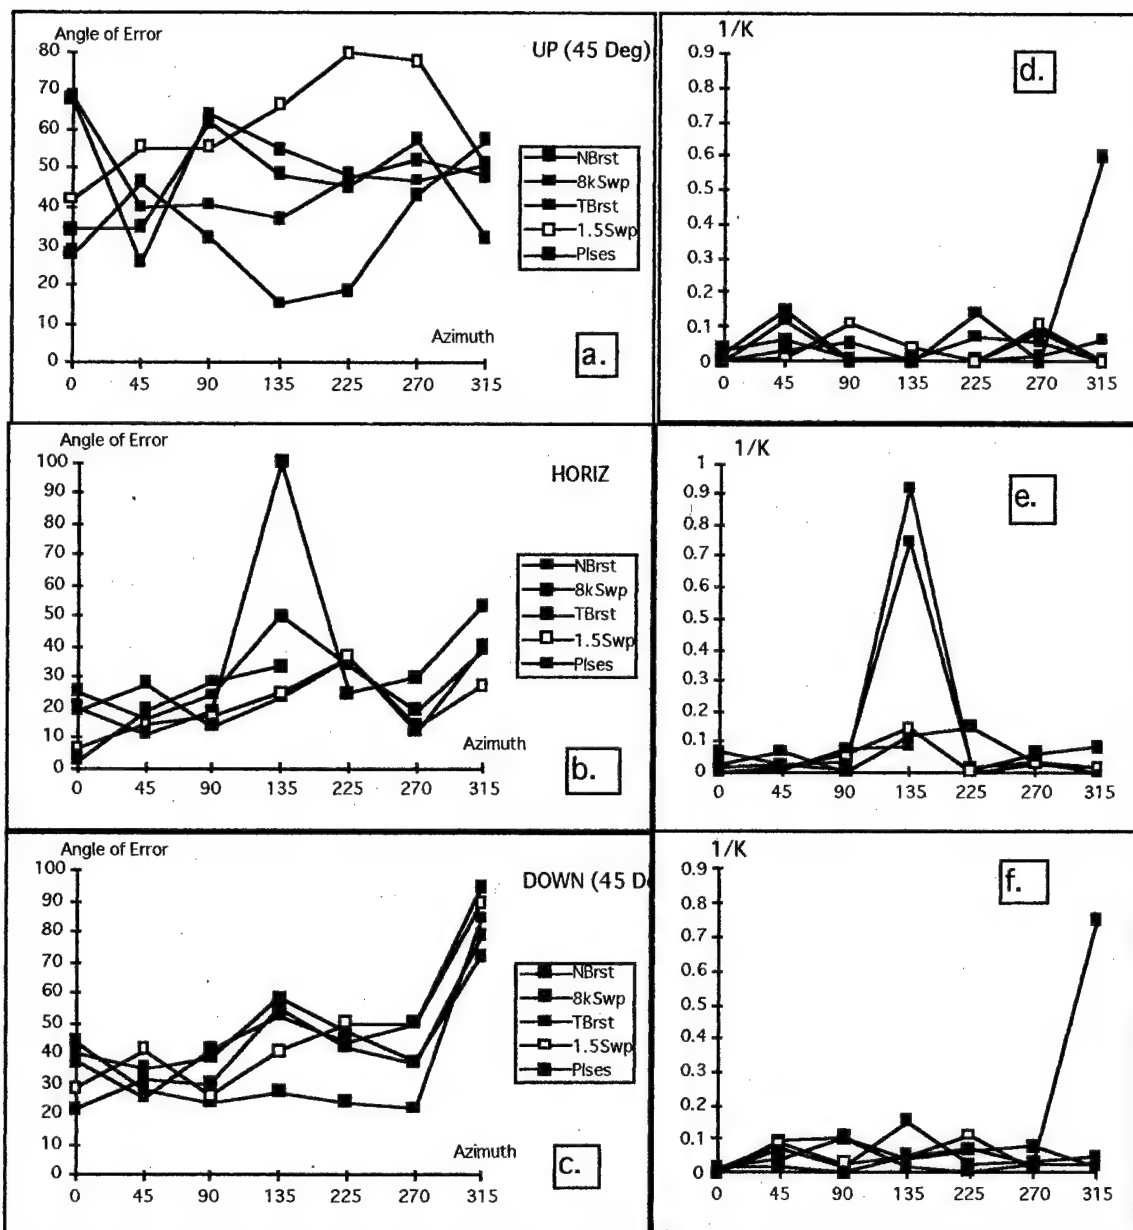 Angle of Error
UP (45 Deg)
80
70
60
50
40
30
20
10
0
NBrst
8kSwp
TBrst
1.5Swp
Plses
Azimuth
a.
0 45 90 135 225 270 315
1/K
d.
0.9
0.8
0.7
0.6
0.5
0.4
0.3
0.2
0.1
0
0 45 90 135 225 270 315
Angle of Error
HORIZ
100
90
80
70
60
50
40
30
20
10
0
NBrst
8kSwp
TBrst
1.5Swp
Plses
Azimuth
b.
0 45 90 135 225 270 315
1/K
e.
1
0.9
0.8
0.7
0.6
0.5
0.4
0.3
0.2
0.1
0
0 45 90 135 225 270 315
Angle of Error
DOWN (45 D
100
90
80
70
60
50
40
30
20
10
0
NBrst
8kSwp
TBrst
1.5Swp
Plses
Azimuth
c.
0 45 90 135 225 270 315
1/K
f.
0.9
0.8
0.7
0.6
0.5
0.4
0.3
0.2
0.1
0
0 45 90 135 225 270 315